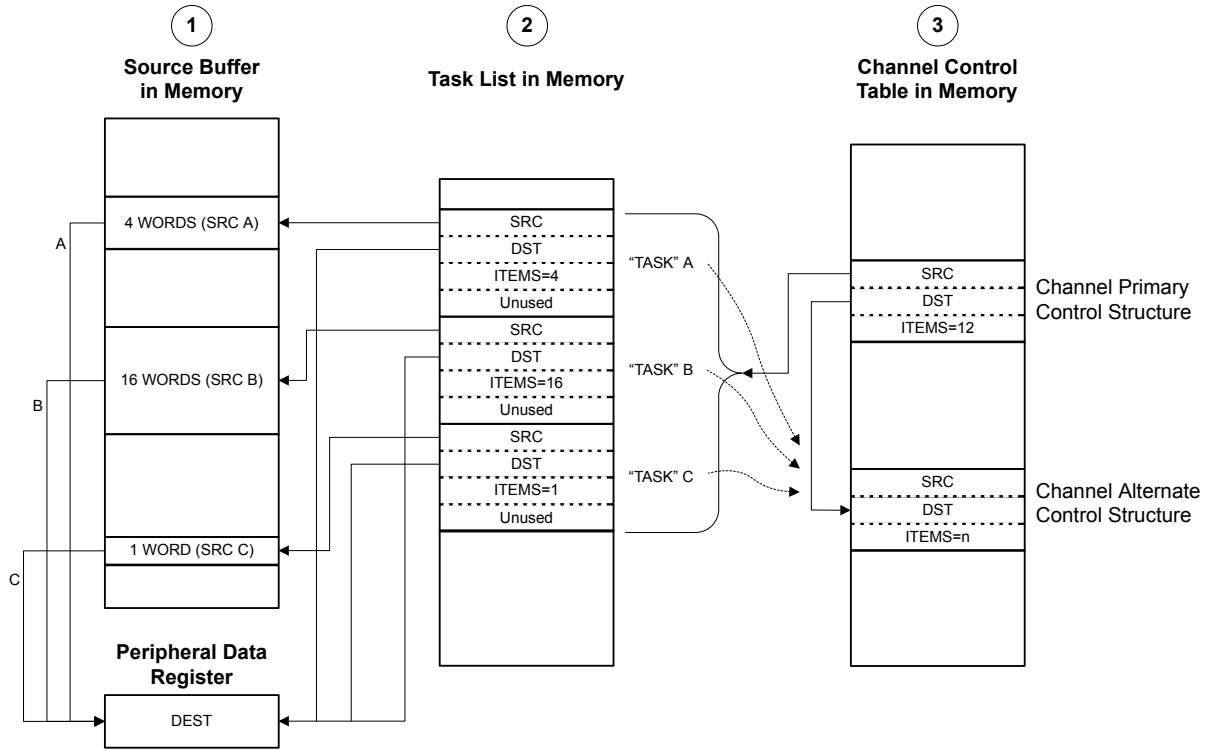 1
2
3
Source Buffer
in Memory
Task List in Memory
Channel Control
Table in Memory
4 WORDS (SRC A)
16 WORDS (SRC B)
1 WORD (SRC C)
A
B
C
Peripheral Data
Register
DEST
SRC
DST
ITEMS=4
Unused
SRC
DST
ITEMS=16
Unused
SRC
DST
ITEMS=1
Unused
“TASK” A
“TASK” B
“TASK” C
SRC
DST
ITEMS=12
Channel Primary
Control Structure
SRC
DST
ITEMS=n
Channel Alternate
Control Structure